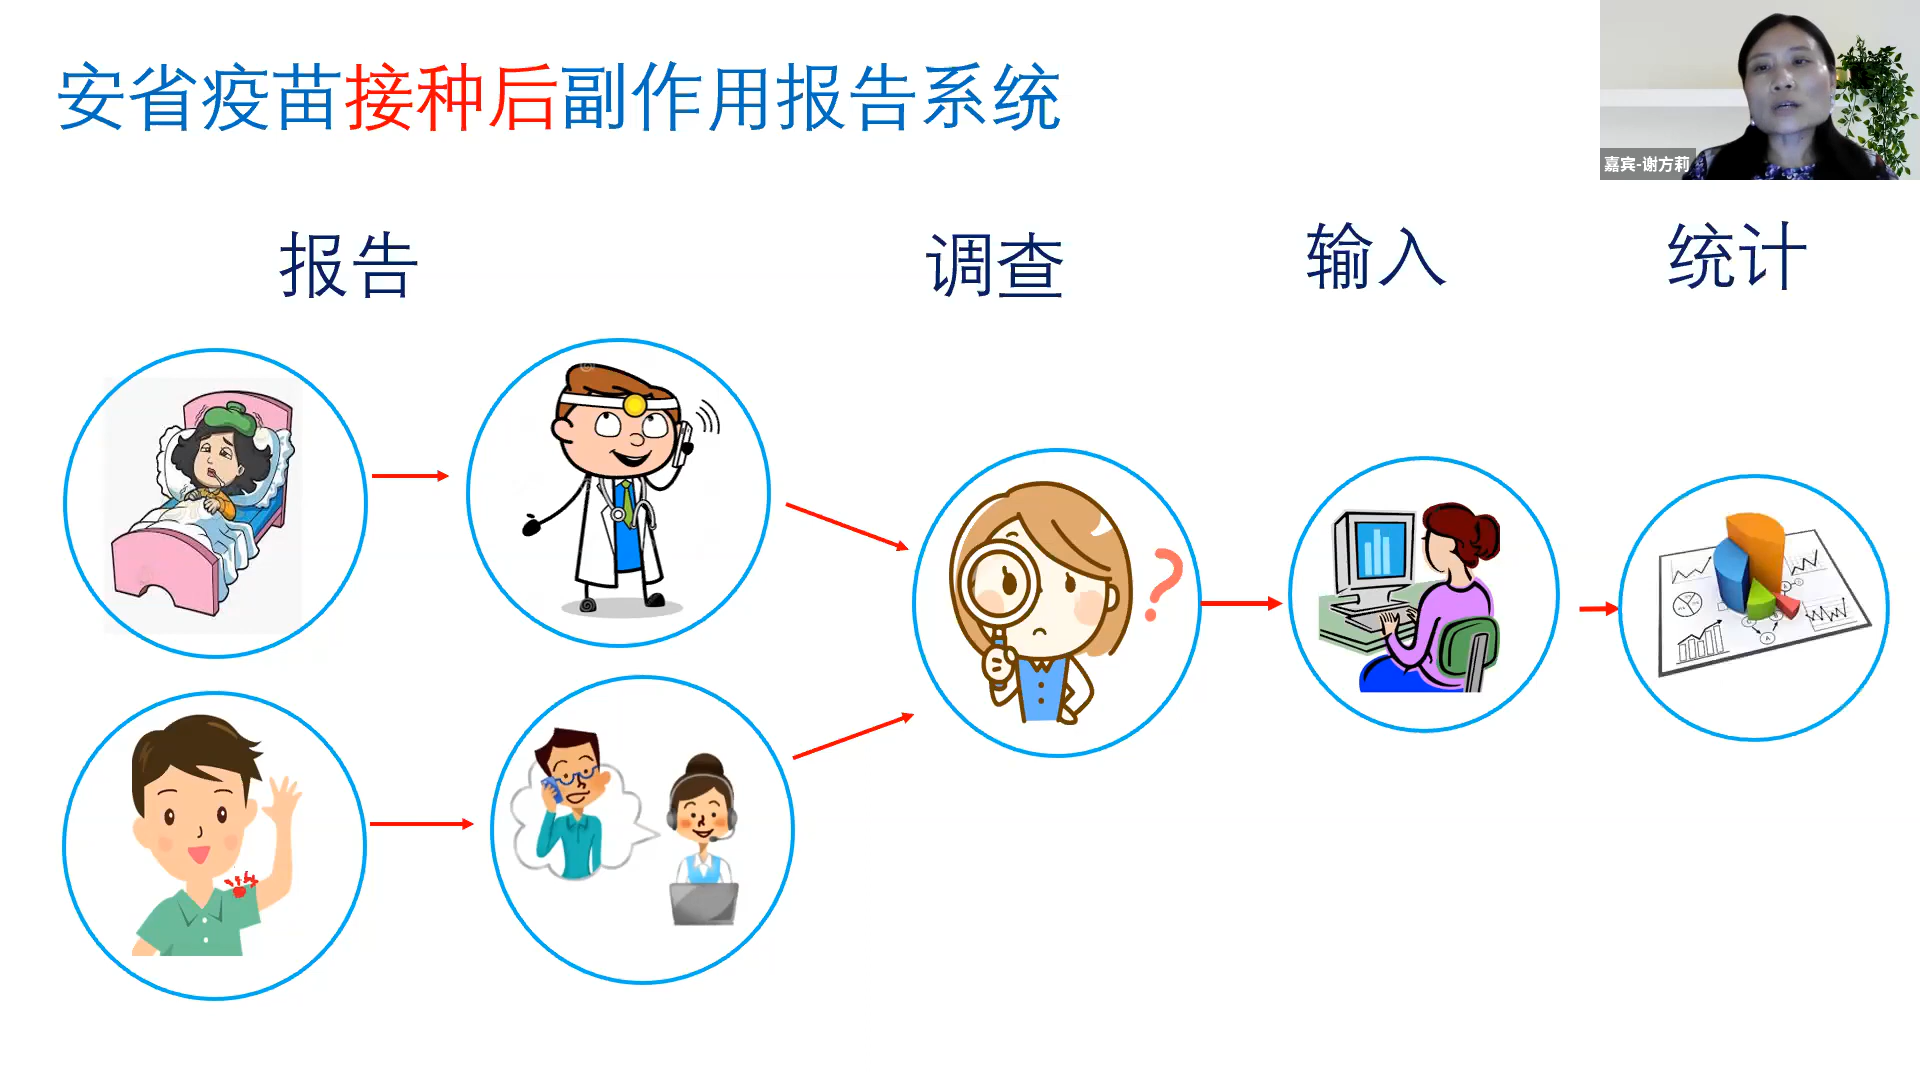 安省疫苗接种后副作用报告系统
嘉宾-谢方莉
报告
调查
输入
统计